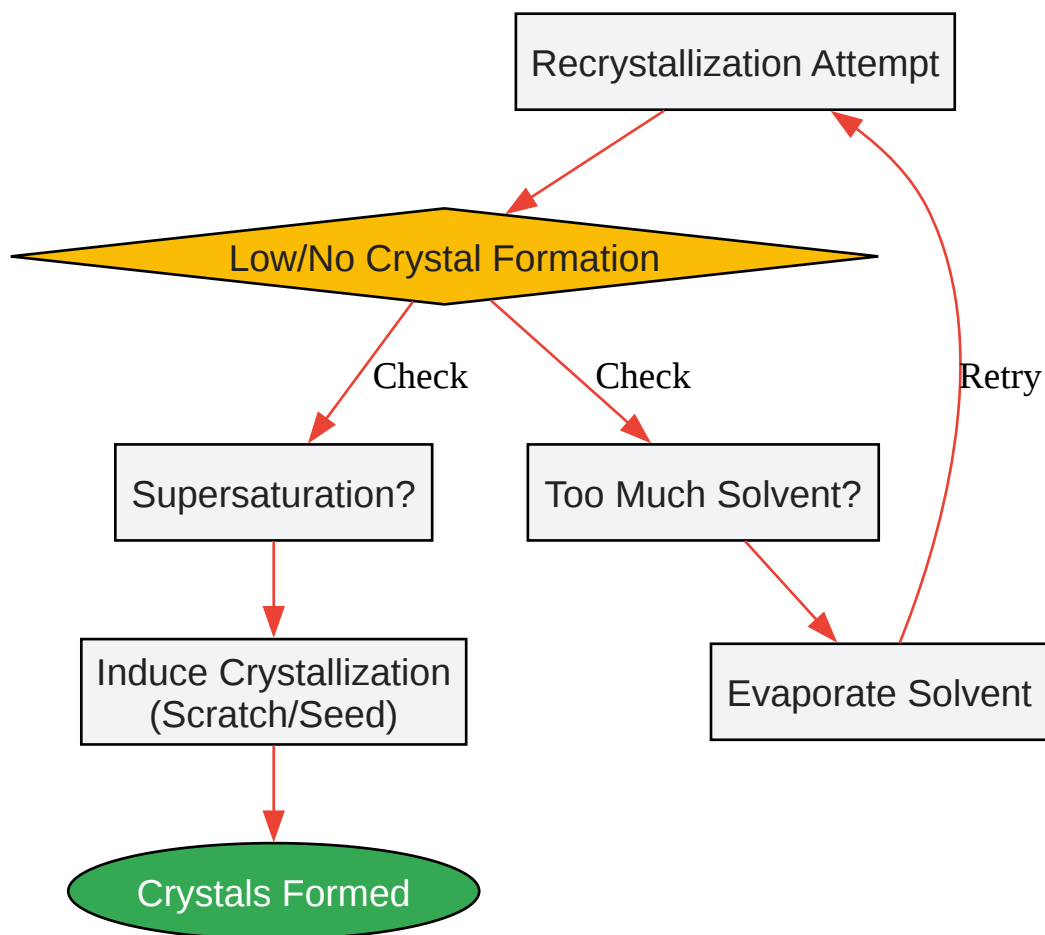 Recrystallization Attempt
Low/No Crystal Formation
Check
Check
Retry
Supersaturation?
Too Much Solvent?
Induce Crystallization
(Scratch/Seed)
Evaporate Solvent
Crystals Formed